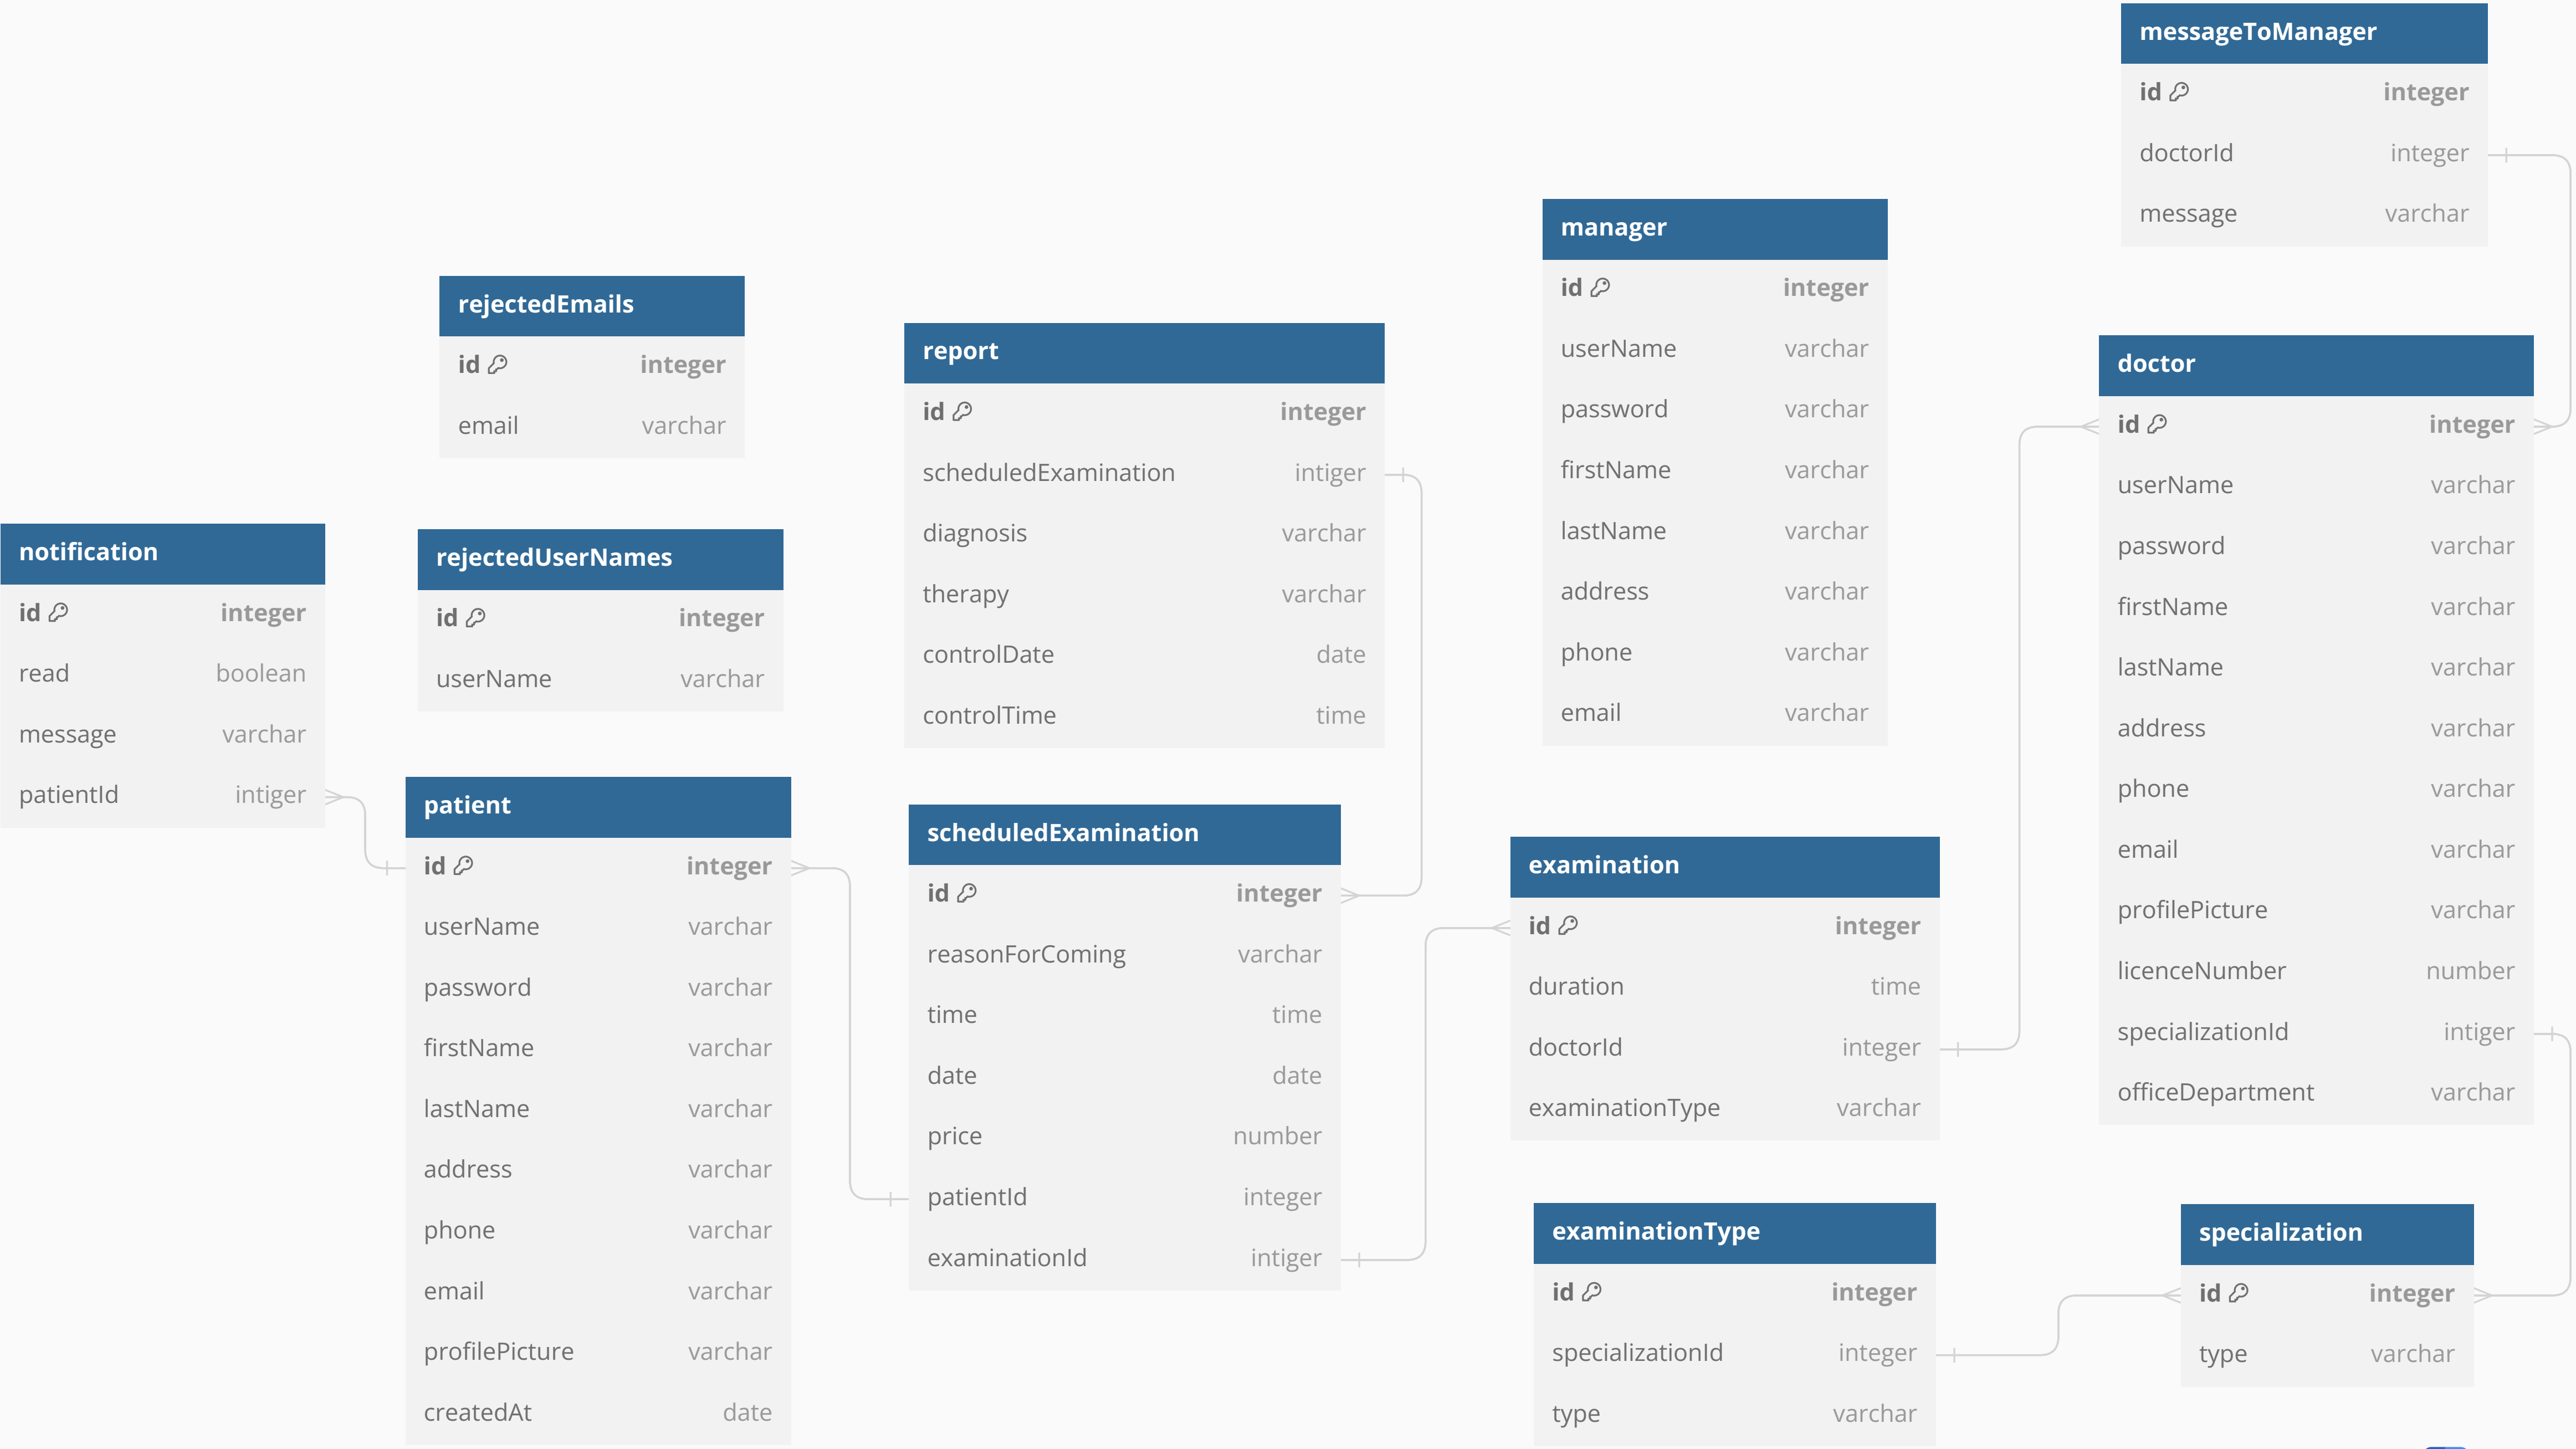 messageToManager
id integer
doctorId integer
message varchar
manager
id integer
userName varchar
password varchar
firstName varchar
lastName varchar
address varchar
phone varchar
email varchar
rejectedEmails
id integer
email varchar
report
id integer
scheduledExamination intiger
diagnosis varchar
therapy varchar
controlDate date
controlTime time
doctor
id integer
userName varchar
password varchar
firstName varchar
lastName varchar
address varchar
phone varchar
email varchar
profilePicture varchar
licenceNumber number
specializationId intiger
officeDepartment varchar
notification
id integer
read boolean
message varchar
patientId intiger
rejectedUserNames
id integer
userName varchar
patient
id integer
userName varchar
password varchar
firstName varchar
lastName varchar
address varchar
phone varchar
email varchar
profilePicture varchar
createdAt date
scheduledExamination
id integer
reasonForComing varchar
time time
date date
price number
patientId integer
examinationId intiger
examination
id integer
duration time
doctorId integer
examinationType varchar
examinationType
id integer
specializationId integer
type varchar
specialization
id integer
type varchar